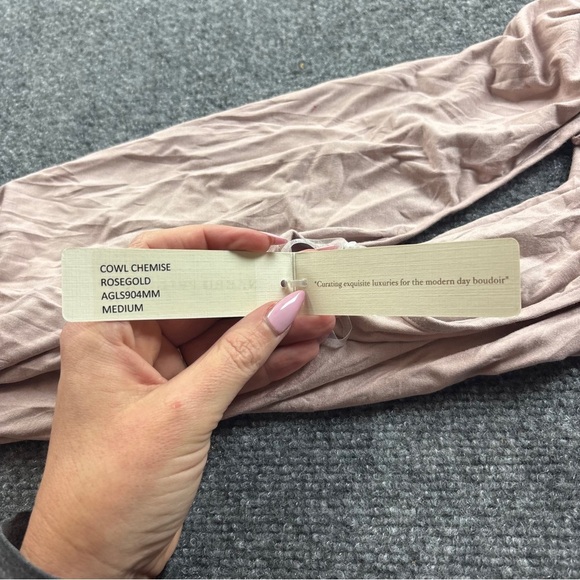 COWL CHEMISE
ROSEGOLD
AGLS904MM
MEDIUM
"Curating exquisite luxuries for the modern day boudoir"